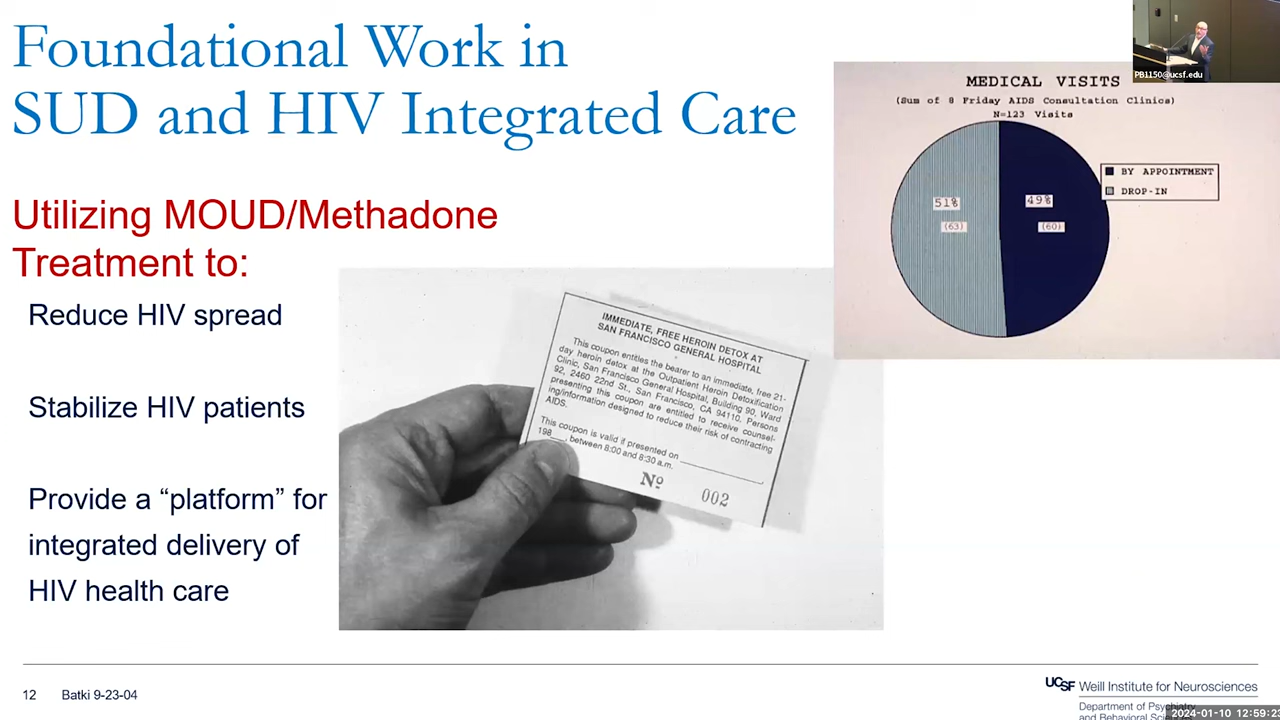 Foundational Work in
SUD and HIV Integrated Care
PB1150@ucsf.edu
MEDICAL VISITS
(Sum of 8 Friday AIDS Consultation Clinics)
N=123 Visits
BY APPOINTMENT
DROP-IN
51%
49%
(63)
(60)
Utilizing MOUD/Methadone
Treatment to:
Reduce HIV spread
Stabilize HIV patients
Provide a “platform” for
integrated delivery of
HIV health care
IMMEDIATE, FREE HEROIN DETOX AT
SAN FRANCISCO GENERAL HOSPITAL
This coupon entitles the bearer to an immediate, free 21-
day heroin detox at the Outpatient Heroin Detoxification
Clinic, San Francisco General Hospital, Building 90, Ward
92, 2460 22nd St., San Francisco, CA 94110. Persons
presenting this coupon are entitled to receive counsel-
ing/information designed to reduce their risk of contracting
AIDS.
This coupon is valid if presented on
198__, between 8:00 and 8:30 a.m.
Nº 002
12 Batki 9-23-04
UCSF Weill Institute for Neurosciences
Department of Psychiatry
and Behavioral
2024-01-10 12:59:23